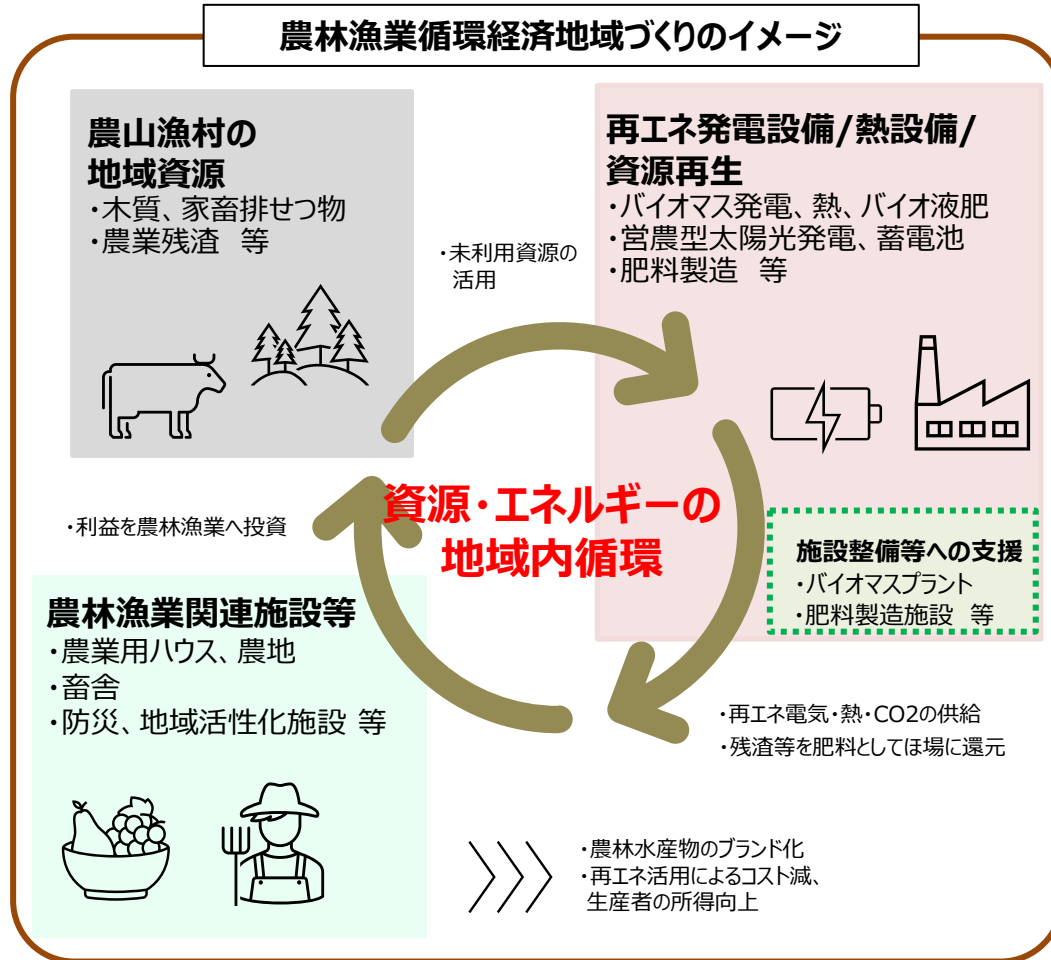 農林漁業循環経済地域づくりのイメージ
農山漁村の
地域資源
・木質、家畜排せつ物
・農業残渣 等
・未利用資源の
活用
再エネ発電設備/熱設備/
資源再生
・バイオマス発電、熱、バイオ液肥
・営農型太陽光発電、蓄電池
・肥料製造 等
資源・エネルギーの
地域内循環
施設整備等への支援
・バイオマスプラント
・肥料製造施設 等
・利益を農林漁業へ投資
農林漁業関連施設等
・農業用ハウス、農地
・畜舎
・防災、地域活性化施設 等
・再エネ電気・熱・CO2の供給
・残渣等を肥料としてほ場に還元
・農林水産物のブランド化
・再エネ活用によるコスト減、
生産者の所得向上